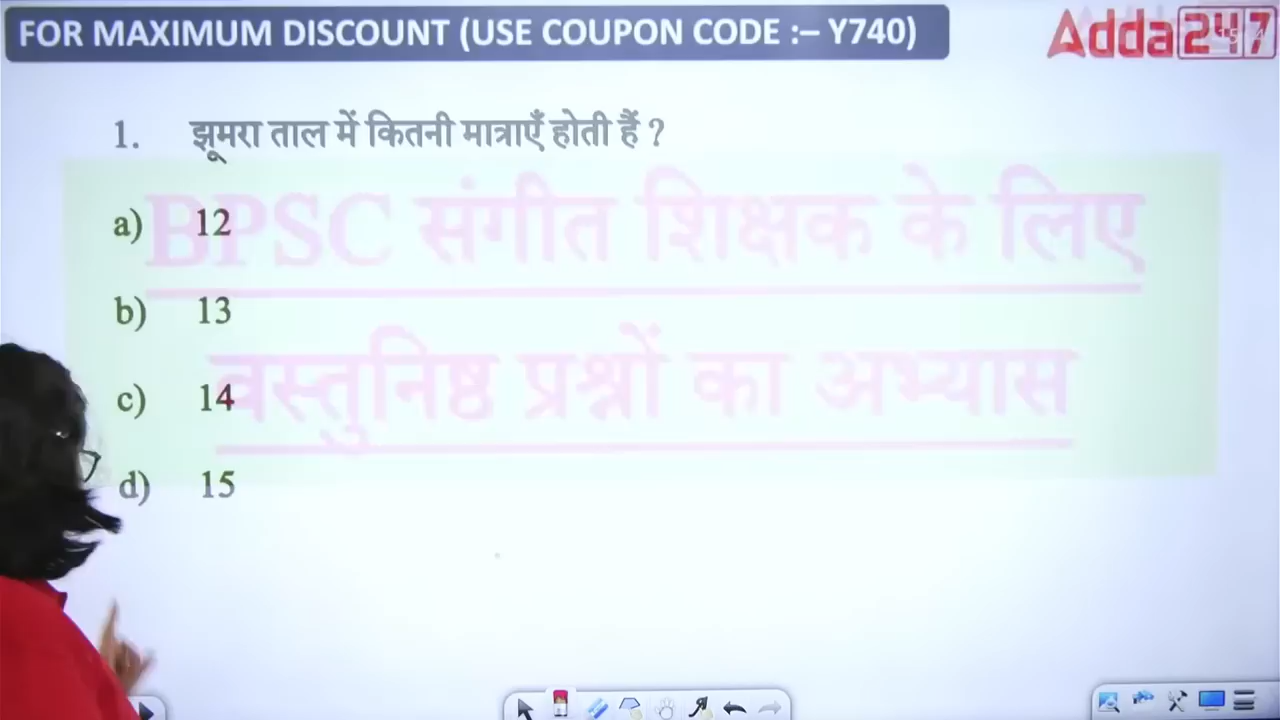 FOR MAXIMUM DISCOUNT (USE COUPON CODE :– Y740)
Adda247
1. झूमरा ताल में कितनी मात्राएँ होती हैं ?
BPSC संगीत शिक्षक के लिए
a) 12
b) 13
वस्तुनिष्ठ प्रश्नों का अभ्यास
c) 14
d) 15